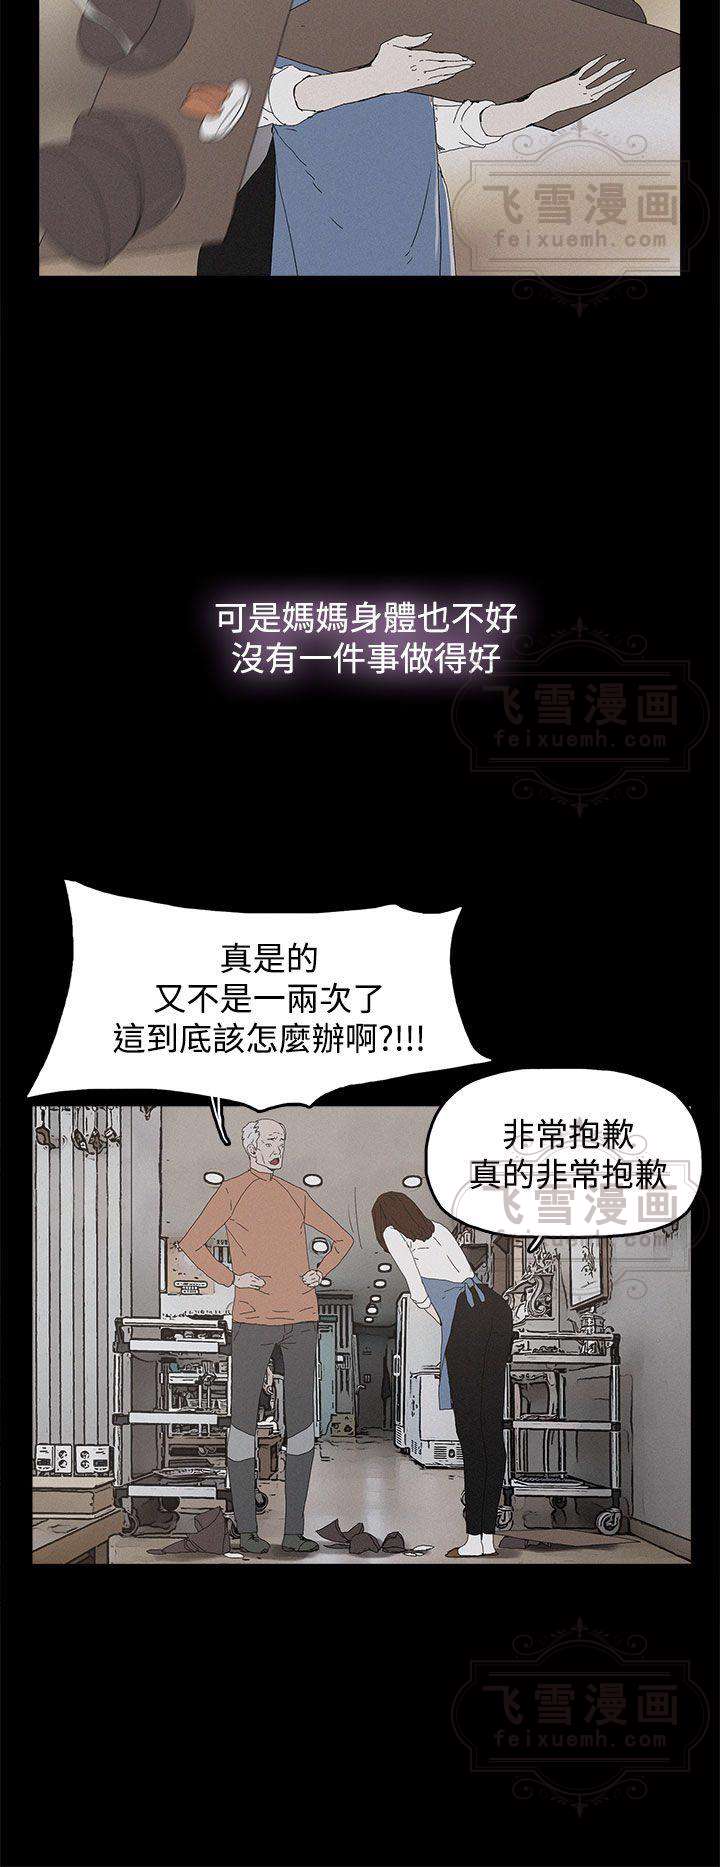 飞雪漫画
feixuemh.com
可是媽媽身體也不好
沒有一件事做得好
飞雪漫画
feixuemh.com
真是的
又不是一兩次了
這到底該怎麼辦啊?!!!
非常抱歉
真的非常抱歉
飞雪漫画
feixuemh.com
飞雪漫画
feixuemh.com